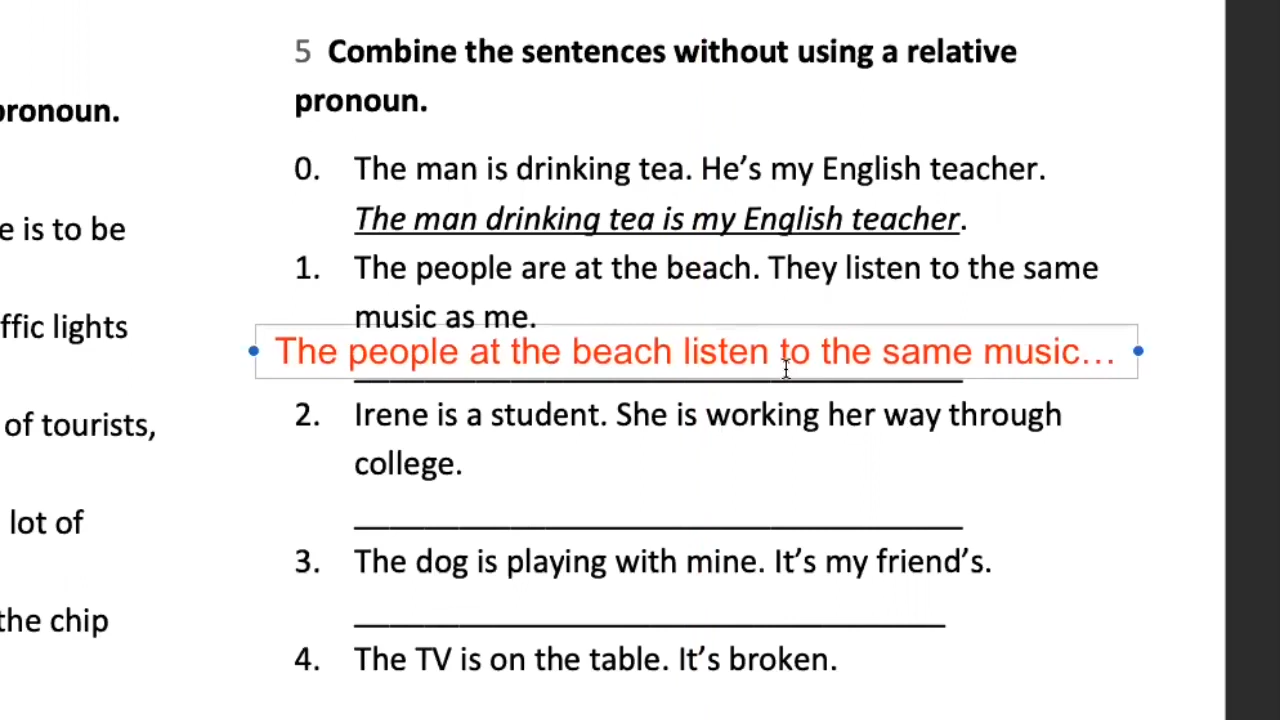 pronoun.
e is to be
ffic lights
of tourists,
lot of
the chip
5 Combine the sentences without using a relative
pronoun.
0. The man is drinking tea. He’s my English teacher.
The man drinking tea is my English teacher.
1. The people are at the beach. They listen to the same
music as me.
The people at the beach listen to the same music…
2. Irene is a student. She is working her way through
college.
3. The dog is playing with mine. It’s my friend’s.
4. The TV is on the table. It’s broken.